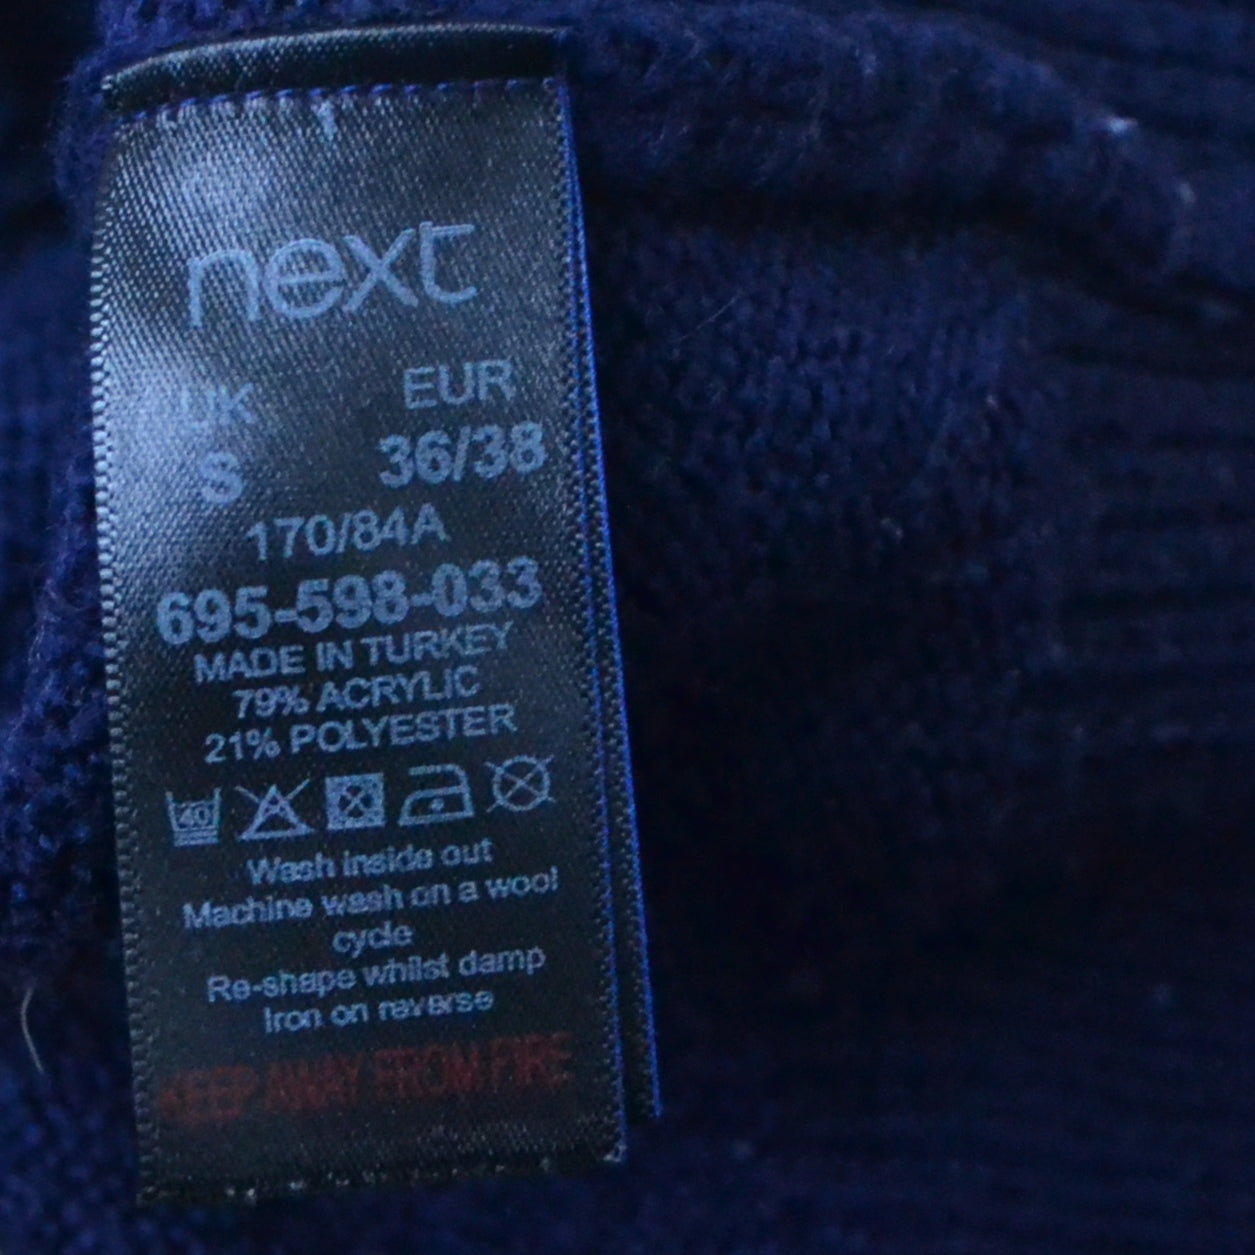 next
UK EUR
S 36/38
170/84A
695-598-033
MADE IN TURKEY
79% ACRYLIC
21% POLYESTER
40
Wash inside out
Machine wash on a wool
cycle
Re-shape whilst damp
Iron on reverse
KEEP AWAY FROM FIRE